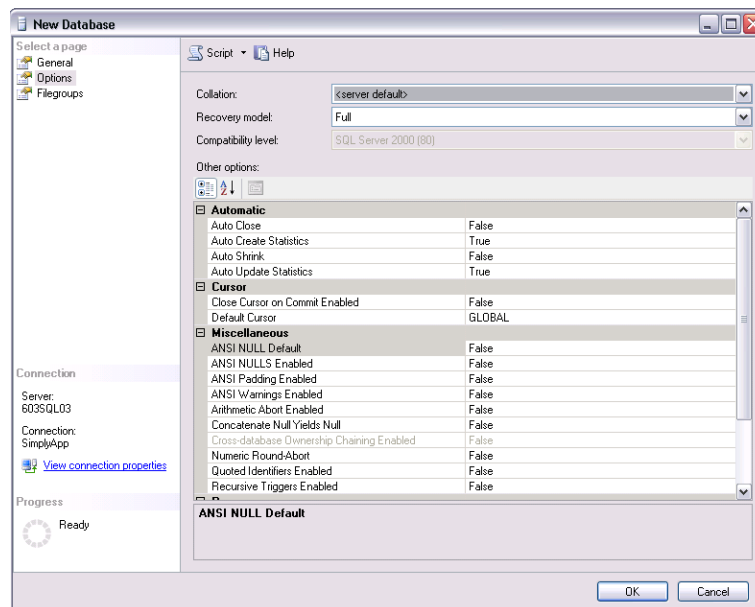 New Database
Select a page
General
Options
Filegroups
Script
Help
Collation: <server default>
Recovery model: Full
Compatibility level: SQL Server 2000 (80)
Other options:
Automatic
Auto Close False
Auto Create Statistics True
Auto Shrink False
Auto Update Statistics True
Cursor
Close Cursor on Commit Enabled False
Default Cursor GLOBAL
Miscellaneous
ANSI NULL Default False
ANSI NULLS Enabled False
ANSI Padding Enabled False
ANSI Warnings Enabled False
Arithmetic Abort Enabled False
Concatenate Null Yields Null False
Cross-database Ownership Chaining Enabled False
Numeric Round-Abort False
Quoted Identifiers Enabled False
Recursive Triggers Enabled False
ANSI NULL Default
Connection
Server:
603SQL03
Connection:
SimplyApp
View connection properties
Progress
Ready
OK
Cancel